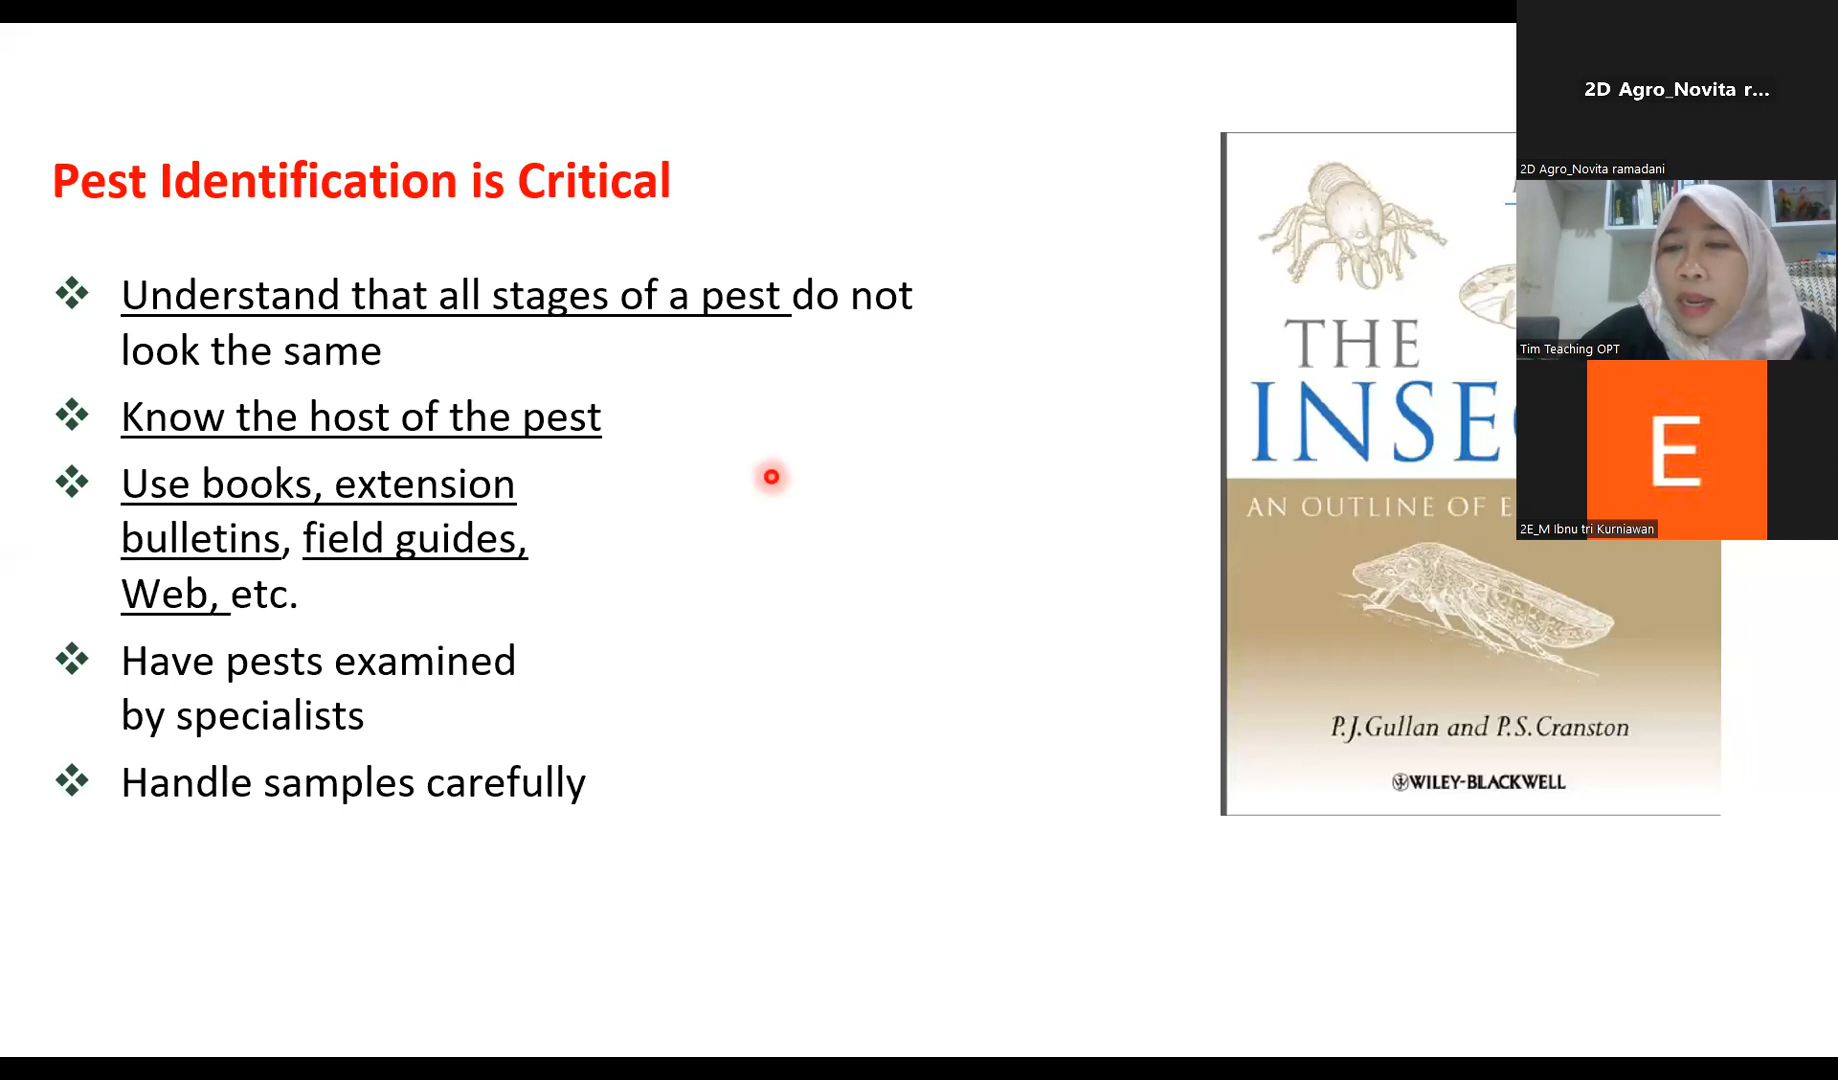 Pest Identification is Critical
Understand that all stages of a pest do not
look the same
Know the host of the pest
Use books, extension
bulletins, field guides,
Web, etc.
Have pests examined
by specialists
Handle samples carefully
THE
INSE
AN OUTLINE OF E
P.J.Gullan and P.S.Cranston
WILEY-BLACKWELL
2D Agro_Novita r...
2D Agro_Novita ramadani
Tim Teaching OPT
E
2E_M Ibnu tri Kurniawan